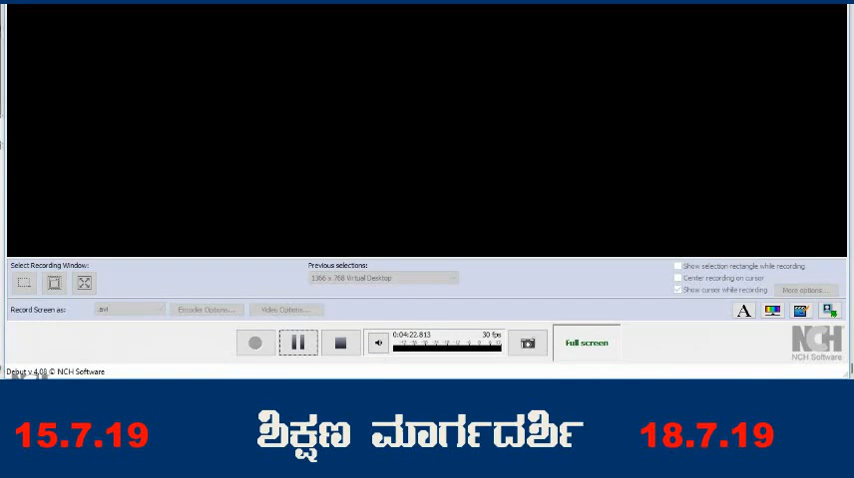 Select Recording Window:
Previous selections:
1366 x 768 Virtual Desktop
Show selection rectangle while recording
Center recording on cursor
Show cursor while recording
More options...
Record Screen as:
.avi
Encoder Options...
Video Options...
A
0:04:22.813
30 fps
Full screen
NCH
NCH Software
Debut v 4.08 © NCH Software
15.7.19
ಶಿಕ್ಷಣ ಮಾರ್ಗದರ್ಶಿ
18.7.19